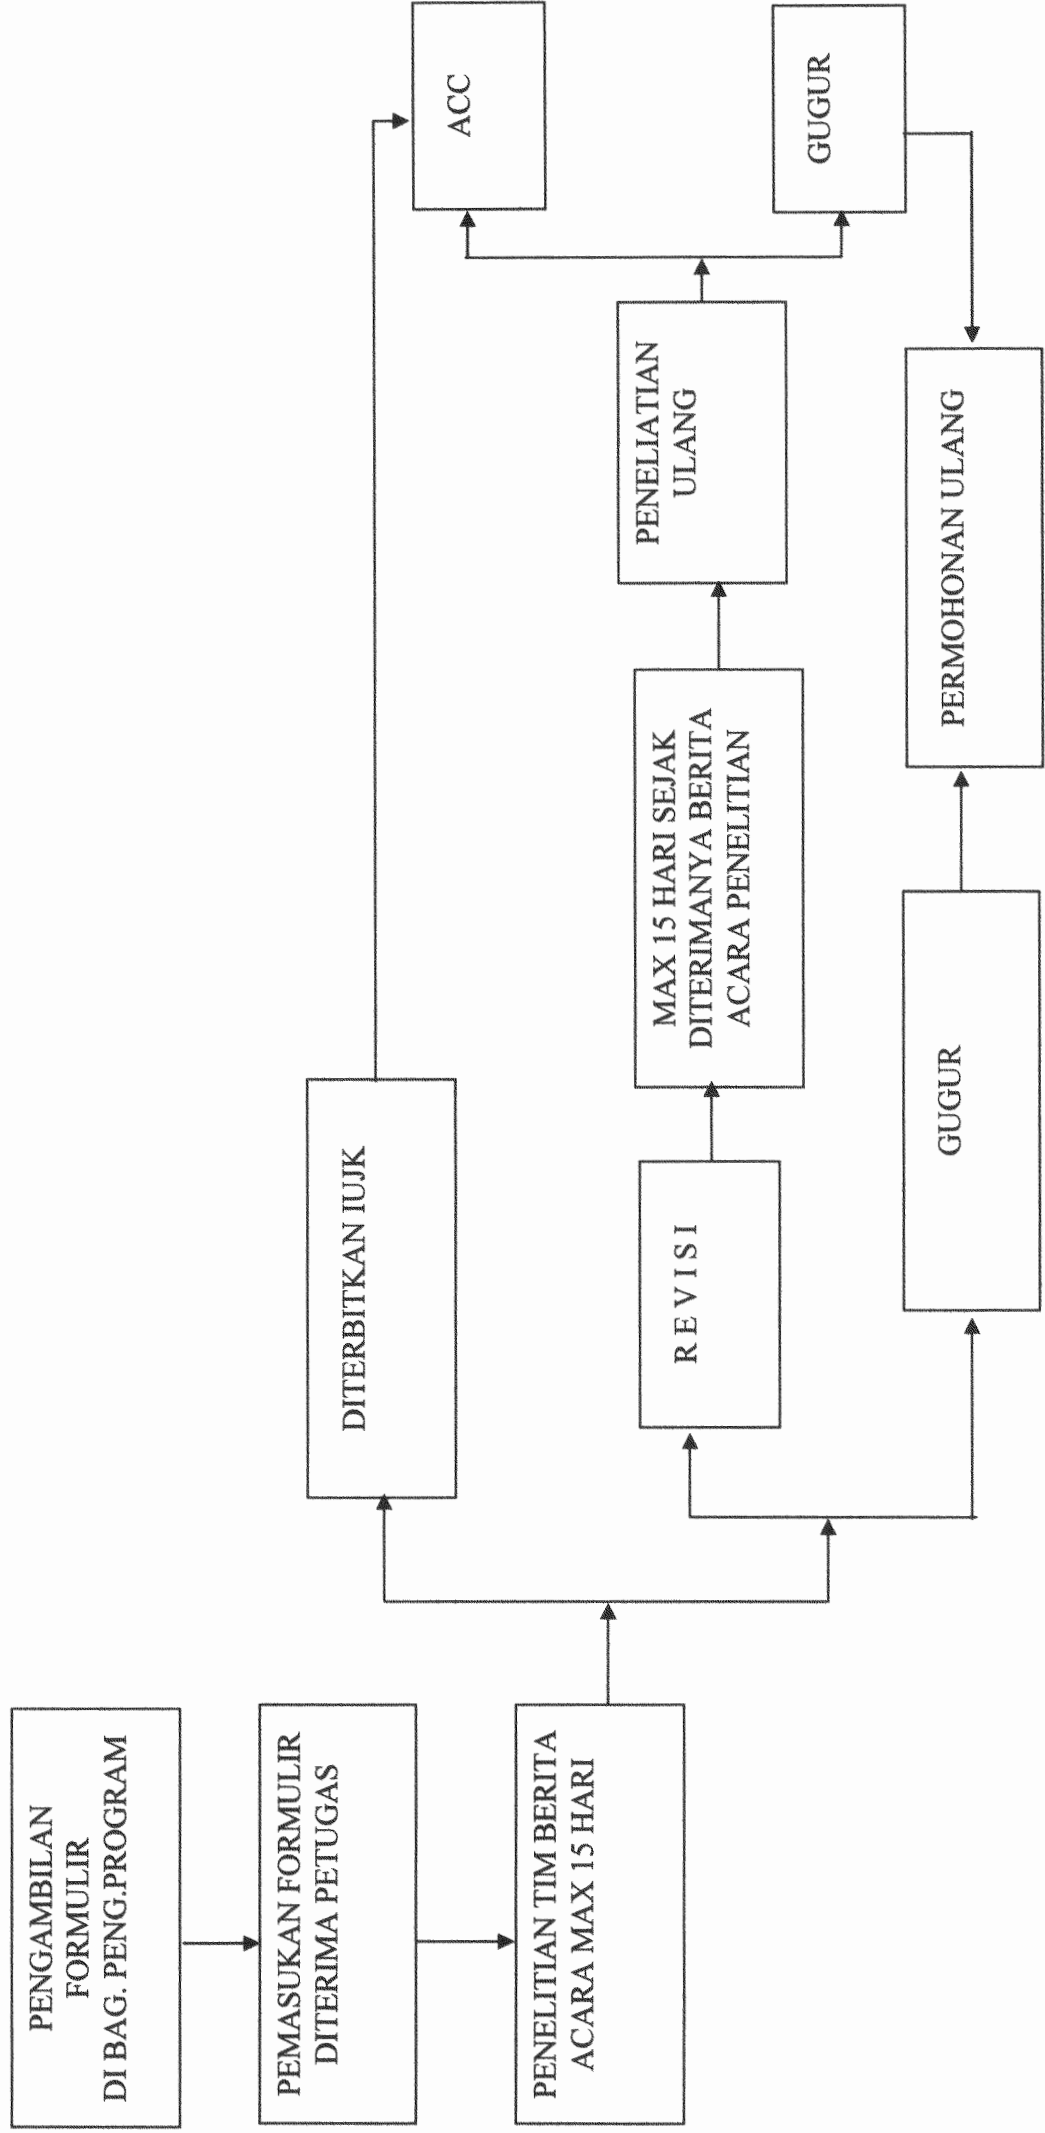 PENGAMBILAN
FORMULIR
DI BAG. PENG.PROGRAM
PEMASUKAN FORMULIR
DITERIMA PETUGAS
PENELITIAN TIM BERITA
ACARA MAX 15 HARI
DITERBITKAN IUJK
ACC
R E V I S I
MAX 15 HARI SEJAK
DITERIMANYA BERITA
ACARA PENELITIAN
PENELIATIAN
ULANG
GUGUR
GUGUR
PERMOHONAN ULANG